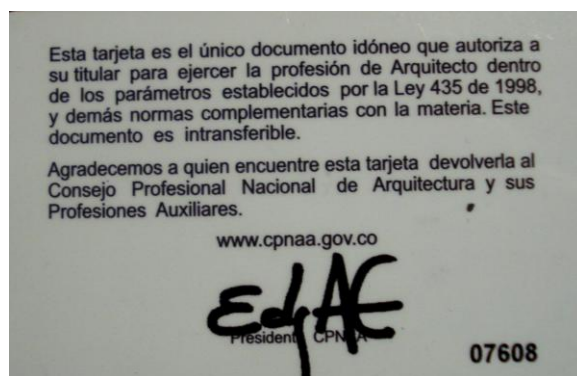 Esta tarjeta es el único documento idóneo que autoriza a
su titular para ejercer la profesión de Arquitecto dentro
de los parámetros establecidos por la Ley 435 de 1998,
y demás normas complementarias con la materia. Este
documento es intransferible.
Agradecemos a quien encuentre esta tarjeta devolverla al
Consejo Profesional Nacional de Arquitectura y sus
Profesiones Auxiliares.
www.cpnaa.gov.co
07608